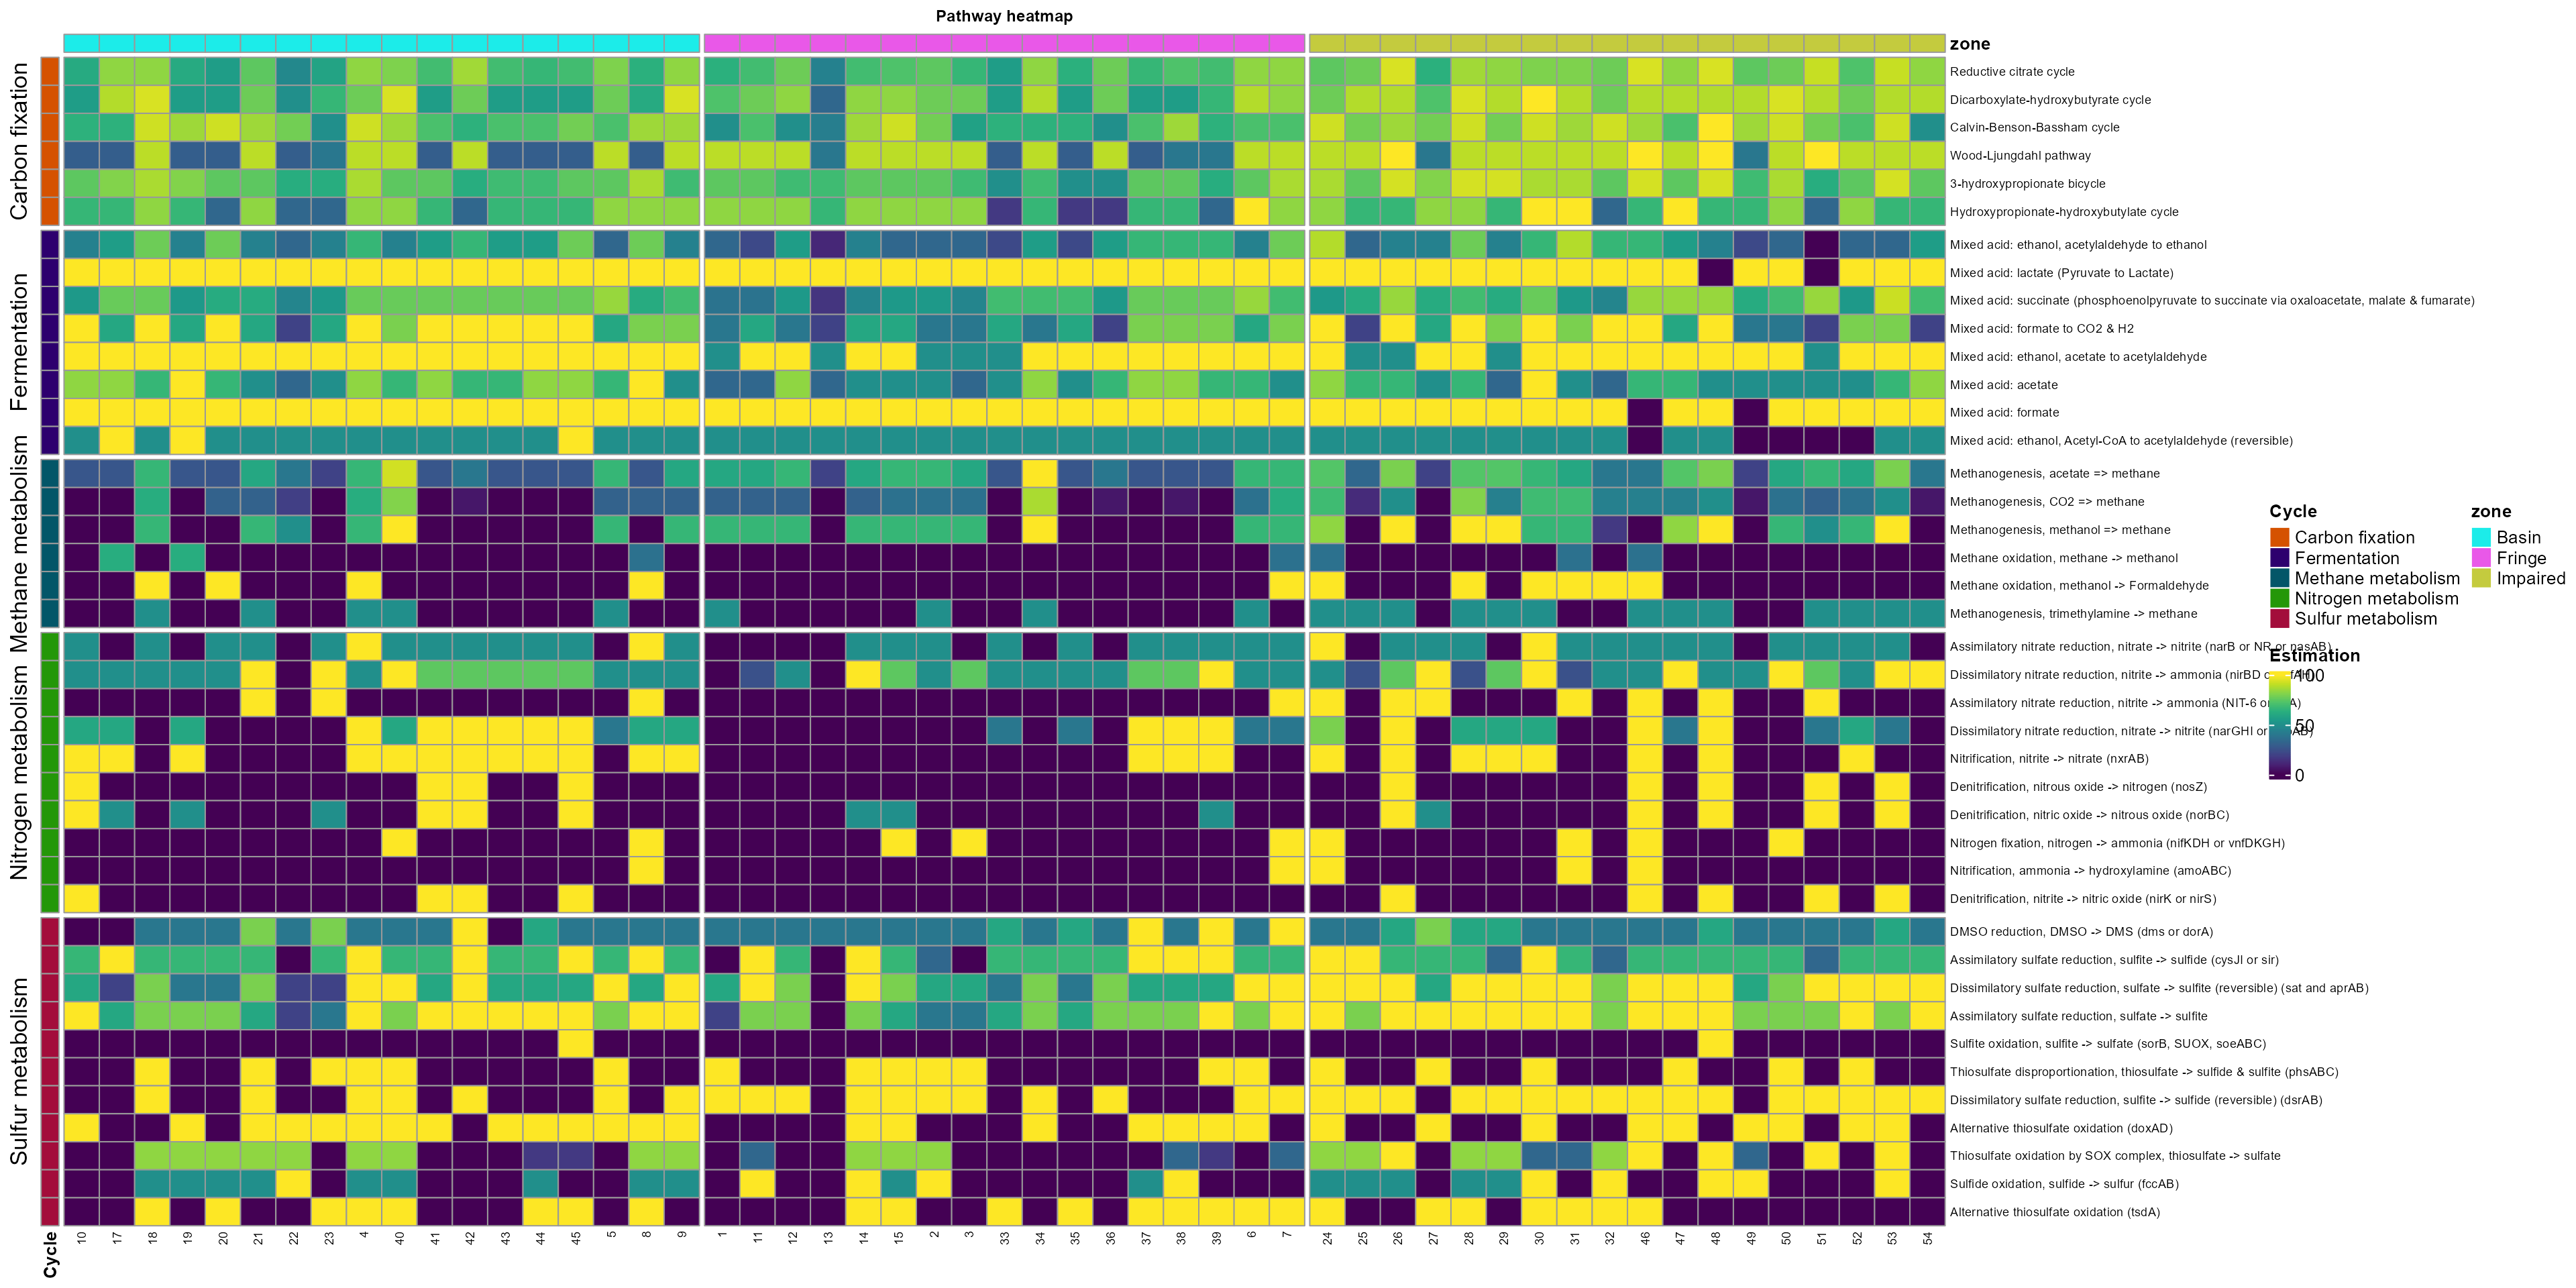 Pathway heatmap
zone
Carbon fixation
Reductive citrate cycle
Dicarboxylate-hydroxybutyrate cycle
Calvin-Benson-Bassham cycle
Wood-Ljungdahl pathway
3-hydroxypropionate bicycle
Hydroxypropionate-hydroxybutylate cycle
Fermentation
Mixed acid: ethanol, acetylaldehyde to ethanol
Mixed acid: lactate (Pyruvate to Lactate)
Mixed acid: succinate (phosphoenolpyruvate to succinate via oxaloacetate, malate & fumarate)
Mixed acid: formate to CO2 & H2
Mixed acid: ethanol, acetate to acetylaldehyde
Mixed acid: acetate
Mixed acid: formate
Mixed acid: ethanol, Acetyl-CoA to acetylaldehyde (reversible)
Methane metabolism
Methanogenesis, acetate => methane
Methanogenesis, CO2 => methane
Methanogenesis, methanol => methane
Methane oxidation, methane -> methanol
Methane oxidation, methanol -> Formaldehyde
Methanogenesis, trimethylamine -> methane
Nitrogen metabolism
Assimilatory nitrate reduction, nitrate -> nitrite (narB or NR or nasAB)
Dissimilatory nitrate reduction, nitrite -> ammonia (nirBD
Assimilatory nitrate reduction, nitrite -> ammonia (NIT-6
Dissimilatory nitrate reduction, nitrate -> nitrite (narGHI or
Nitrification, nitrite -> nitrate (nxrAB)
Denitrification, nitrous oxide -> nitrogen (nosZ)
Denitrification, nitric oxide -> nitrous oxide (norBC)
Nitrogen fixation, nitrogen -> ammonia (nifKDH or vnfDKGH)
Nitrification, ammonia -> hydroxylamine (amoABC)
Denitrification, nitrite -> nitric oxide (nirK or nirS)
Sulfur metabolism
DMSO reduction, DMSO -> DMS (dms or dorA)
Assimilatory sulfate reduction, sulfite -> sulfide (cysJI or sir)
Dissimilatory sulfate reduction, sulfate -> sulfite (reversible) (sat and aprAB)
Assimilatory sulfate reduction, sulfate -> sulfite
Sulfite oxidation, sulfite -> sulfate (sorB, SUOX, soeABC)
Thiosulfate disproportionation, thiosulfate -> sulfide & sulfite (phsABC)
Dissimilatory sulfate reduction, sulfite -> sulfide (reversible) (dsrAB)
Alternative thiosulfate oxidation (doxAD)
Thiosulfate oxidation by SOX complex, thiosulfate -> sulfate
Sulfide oxidation, sulfide -> sulfur (fccAB)
Alternative thiosulfate oxidation (tsdA)
Cycle
10 17 18 19 20 21 22 23 4 40 41 42 43 44 45 5 8 9 1 11 12 13 14 15 2 3 33 34 35 36 37 38 39 6 7 24 25 26 27 28 29 30 31 32 46 47 48 49 50 51 52 53 54
Cycle
Carbon fixation
Fermentation
Methane metabolism
Nitrogen metabolism
Sulfur metabolism
zone
Basin
Fringe
Impaired
Estimation
100
50
0